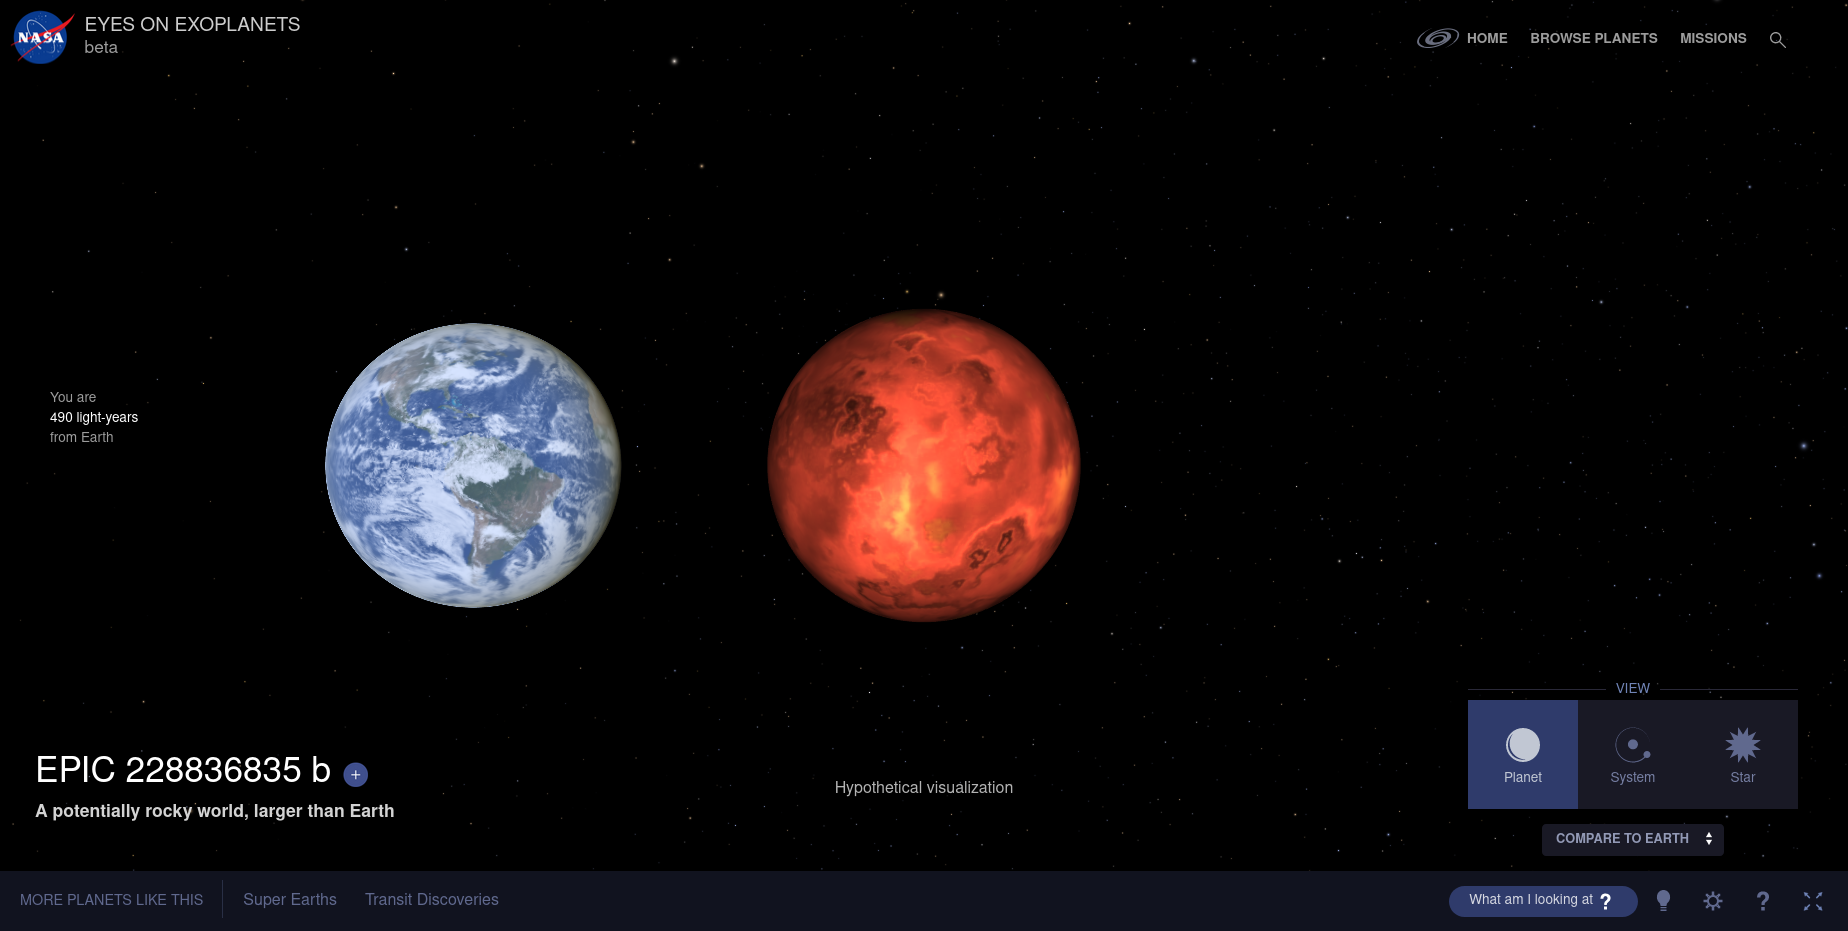 NASA
EYES ON EXOPLANETS
beta
HOME BROWSE PLANETS MISSIONS
You are
490 light-years
from Earth
VIEW
Planet System Star
EPIC 228836835 b +
A potentially rocky world, larger than Earth
Hypothetical visualization
COMPARE TO EARTH
MORE PLANETS LIKE THIS Super Earths Transit Discoveries
What am I looking at ? ?